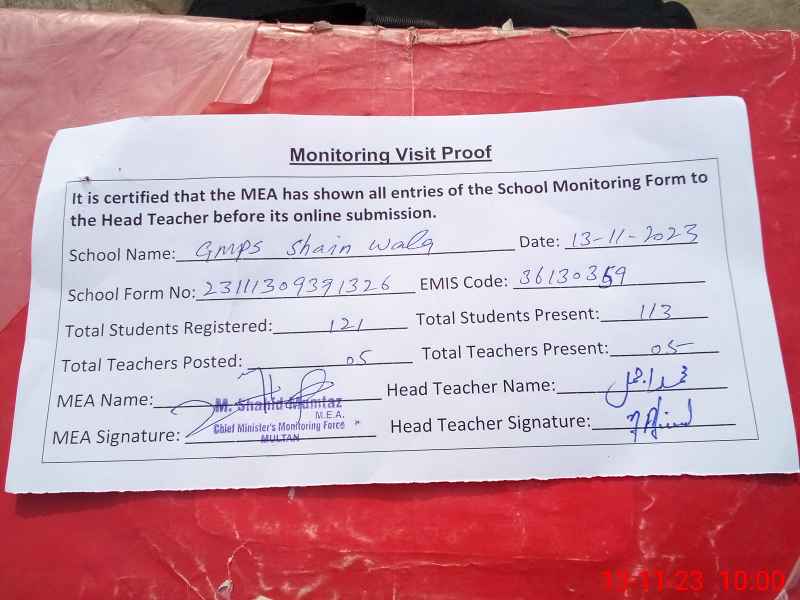 Monitoring Visit Proof
It is certified that the MEA has shown all entries of the School Monitoring Form to
the Head Teacher before its online submission.
School Name: GMPS Shain Wala Date: 13-11-2023
School Form No: 23111309391326 EMIS Code: 36130359
Total Students Registered: 121 Total Students Present: 113
Total Teachers Posted: 05 Total Teachers Present: 05
MEA Name: Head Teacher Name:
M. Shahid Mumtaz
M.E.A.
Chief Minister's Monitoring Force
MULTAN
MEA Signature: Head Teacher Signature:
13-11-23 10:00